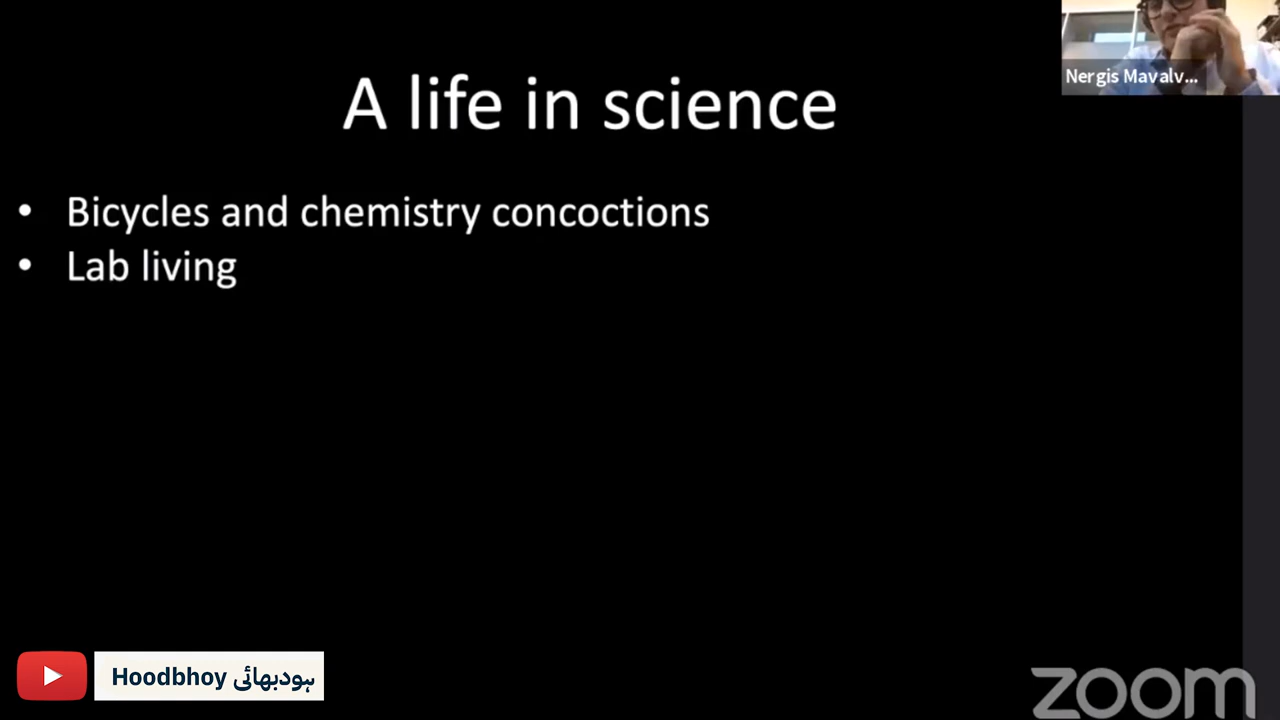 Nergis Mavalv...
A life in science
• Bicycles and chemistry concoctions
• Lab living
Hoodbhoy ہودبھائی
zoom